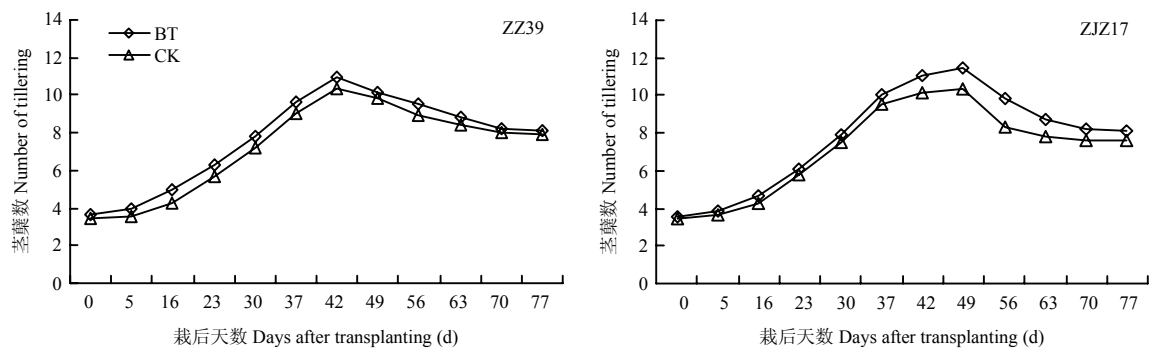 14
12
10
8
6
4
2
0
茎蘖数 Number of tillering
BT
CK
ZZ39
0 5 16 23 30 37 42 49 56 63 70 77
栽后天数 Days after transplanting (d)
14
12
10
8
6
4
2
0
茎蘖数 Number of tillering
ZJZ17
0 5 16 23 30 37 42 49 56 63 70 77
栽后天数 Days after transplanting (d)